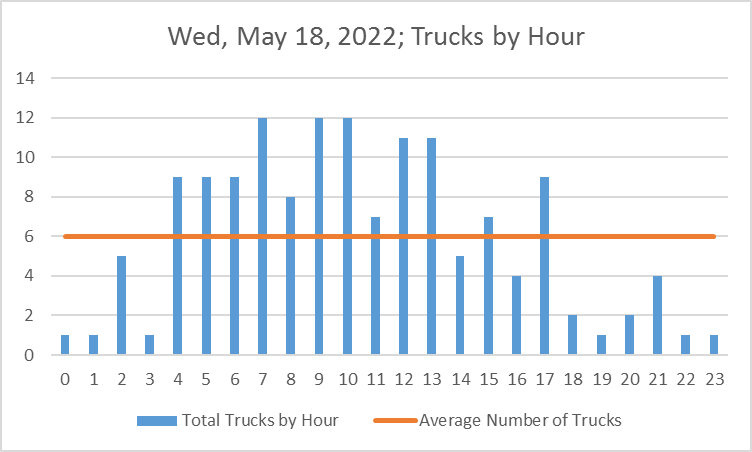 Wed, May 18, 2022; Trucks by Hour
14
12
10
8
6
4
2
0
0 1 2 3 4 5 6 7 8 9 10 11 12 13 14 15 16 17 18 19 20 21 22 23
Total Trucks by Hour Average Number of Trucks